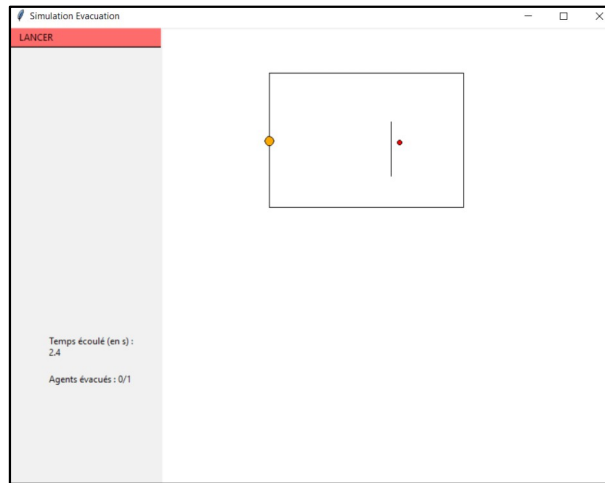 Simulation Evacuation
LANCER
Temps écoulé (en s) :
2.4
Agents évacués : 0/1